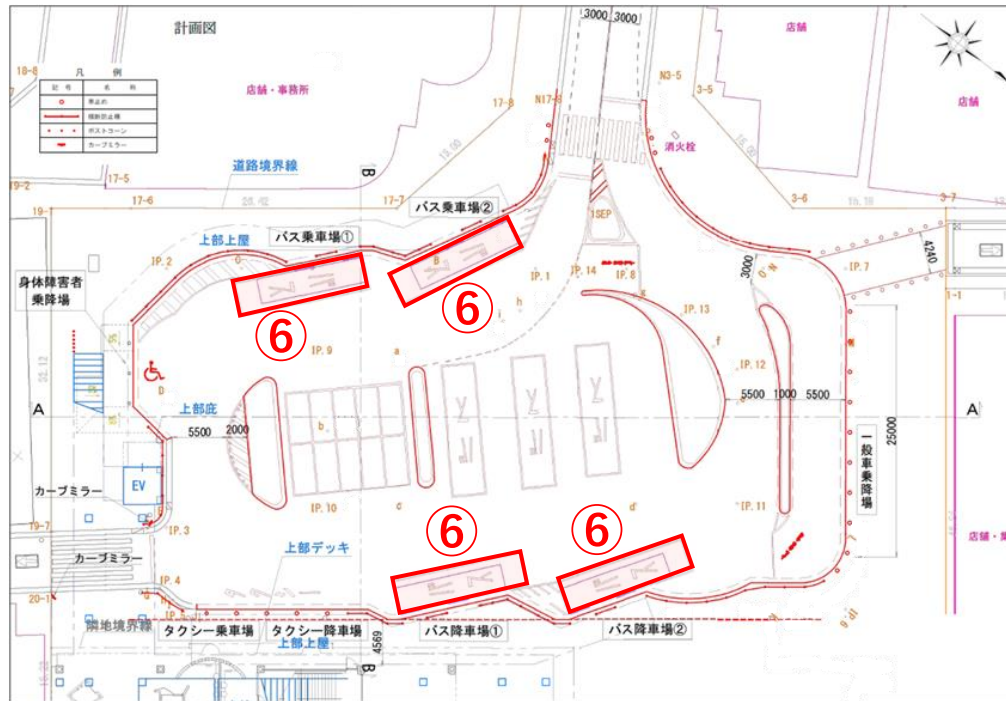 計画図
凡 例
記 号 名 称
車止め
横断防止柵
ポストコーン
カーブミラー
3000 3000
店舗
店舗
店舗・事務所
18-8
17-8
N17-8
N3-5
3-5
消火栓
道路境界線
19-2
17-5
17-6
17-7
3-6
3-7
B
バス乗車場②
バス乗車場①
上部上屋
1SEP
4240
3000
身体障害者
乗降場
IP.2
B
IP.1
IP.14
IP.8
IP.7
1-1
⑥
⑥
IP.9
a
h
IP.13
f
IP.12
D
A
上部庇
5500
2000
b
5500
1000
5500
25000
A
一般車乗降場
カーブミラー
EV
19-7
IP.3
IP.10
c
d
IP.11
⑥
⑥
カーブミラー
上部デッキ
20-1
IP.4
隣地境界線
タクシー乗車場
タクシー降車場
バス降車場①
バス降車場②
IP.6
上部上屋
4569
B